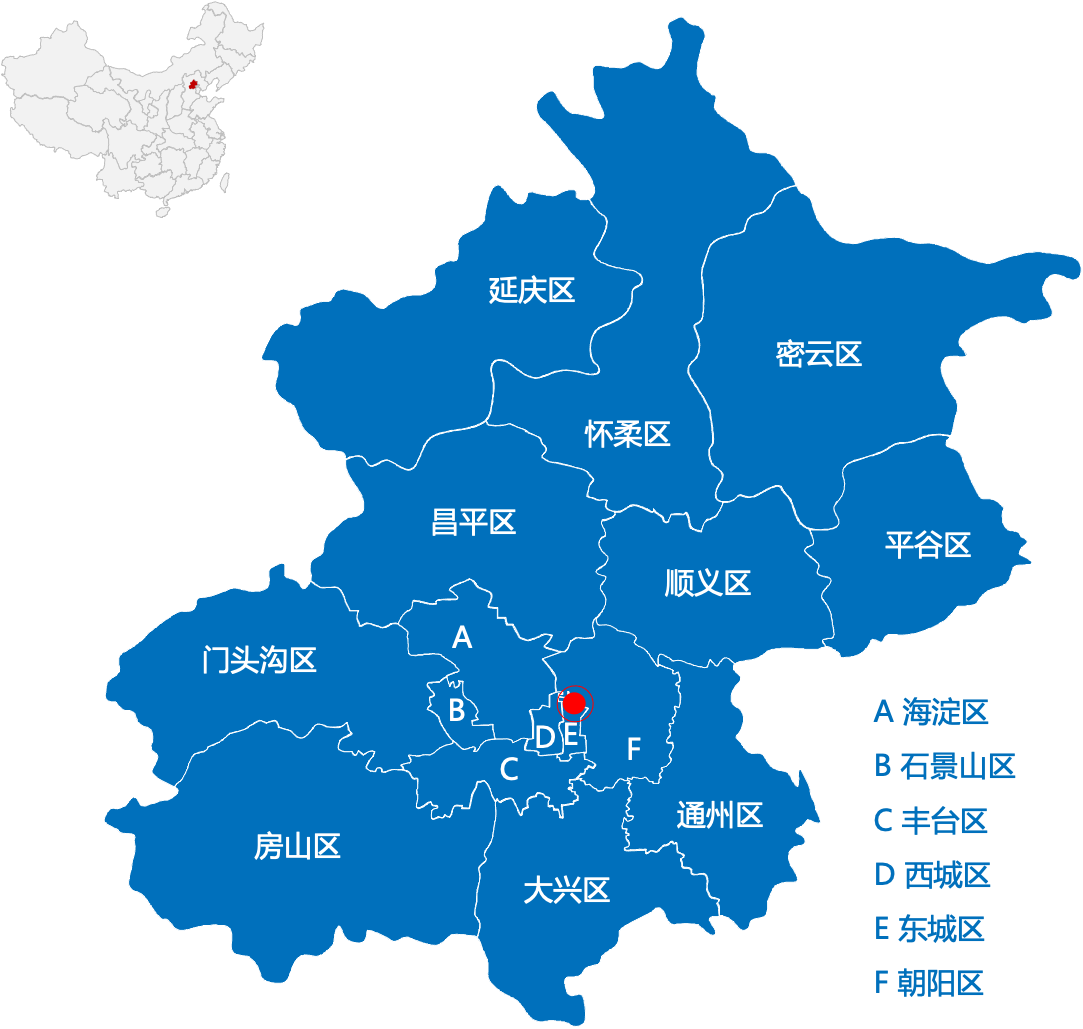 延庆区
密云区
怀柔区
昌平区
平谷区
顺义区
A
门头沟区
B
D
E
F
C
通州区
房山区
大兴区
A 海淀区
B 石景山区
C 丰台区
D 西城区
E 东城区
F 朝阳区